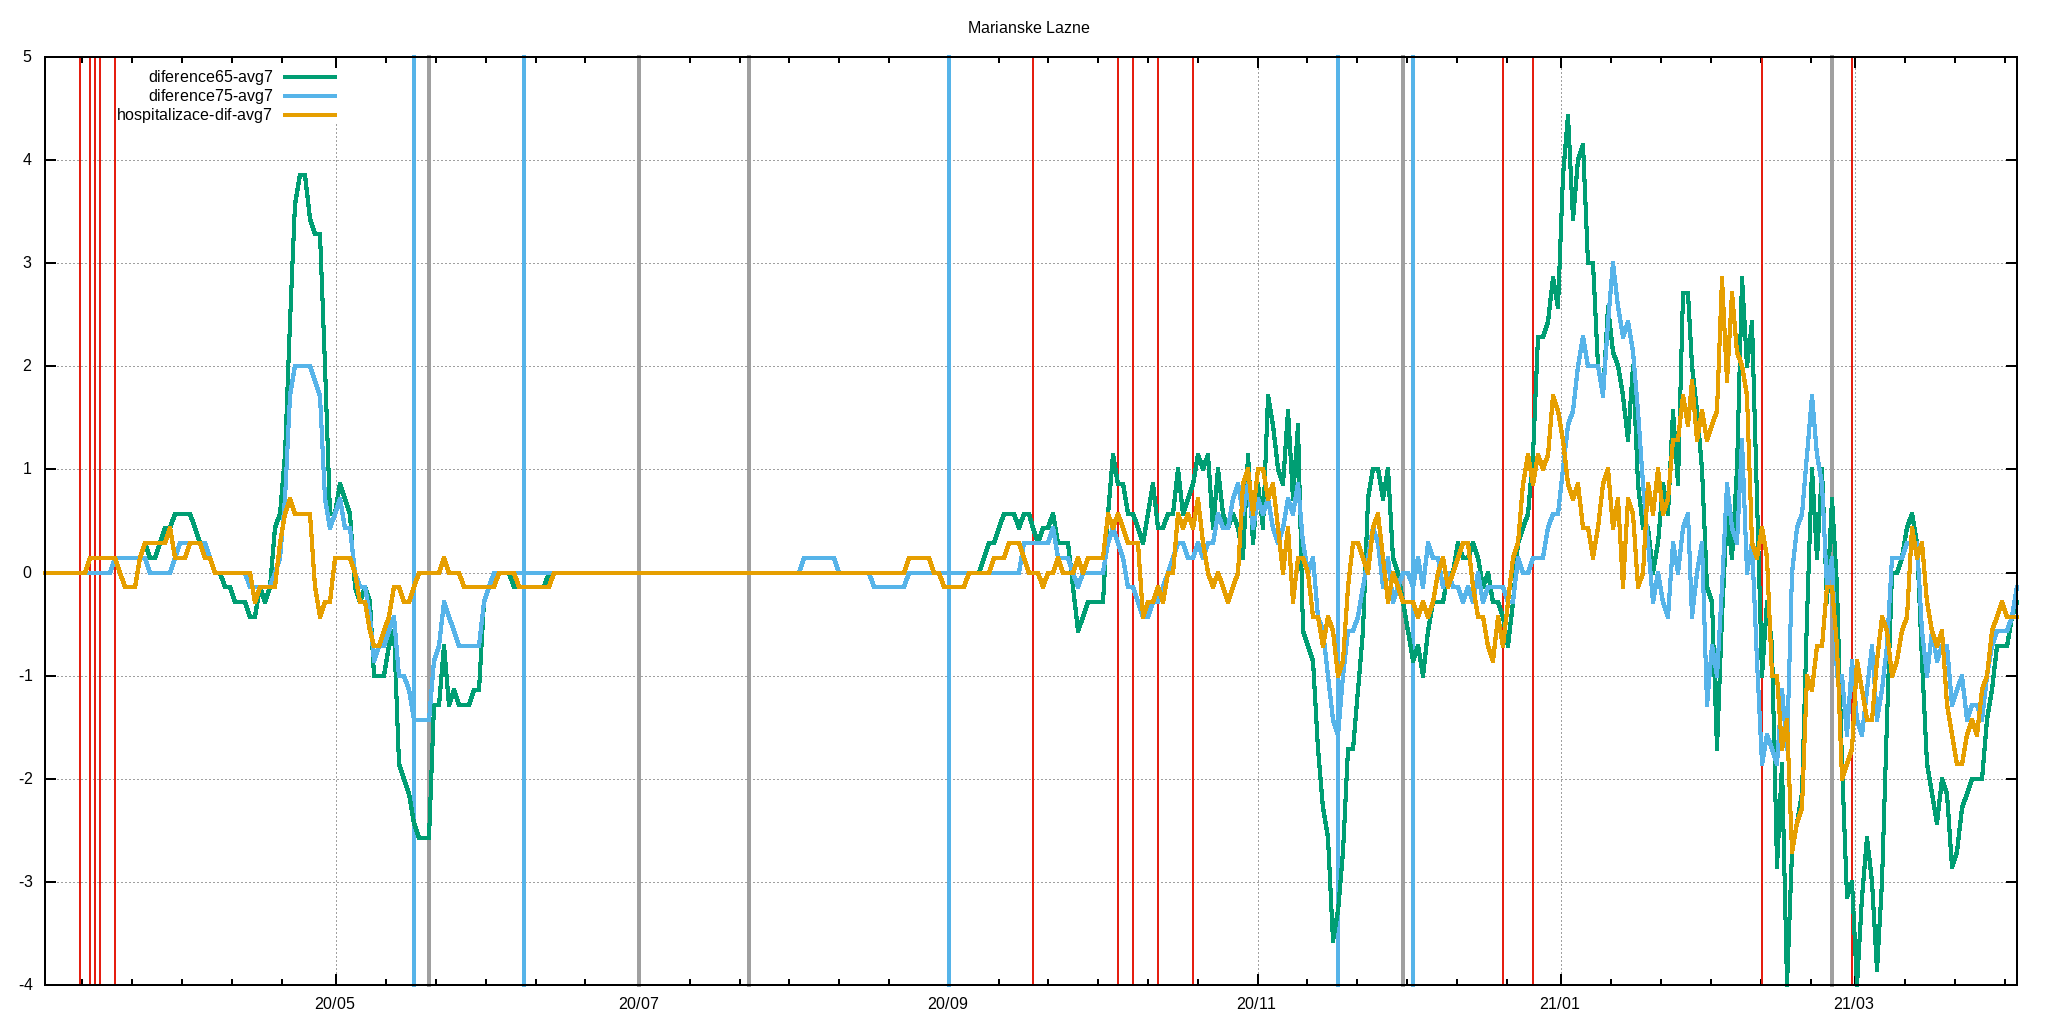 Marianske Lazne
5
diference65-avg7
diference75-avg7
hospitalizace-dif-avg7
4
3
2
1
0
-1
-2
-3
-4
20/05 20/07 20/09 20/11 21/01 21/03